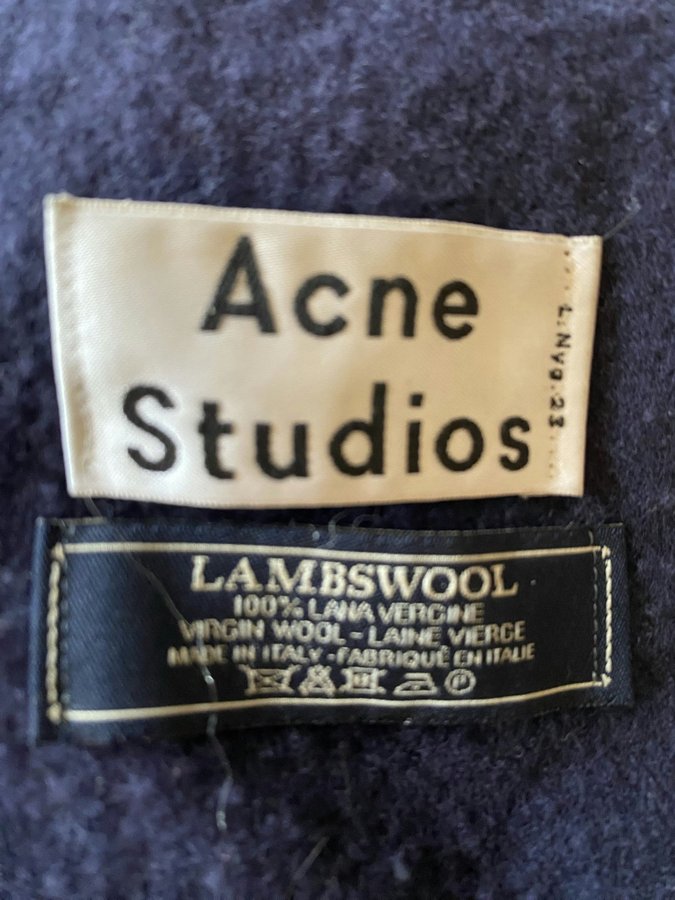 Acne
Studios
L. Nyg. 23
LAMBSWOOL
100% LANA VERGINE
VIRGIN WOOL - LAINE VIERGE
MADE IN ITALY - FABRIQUÉ EN ITALIE
P